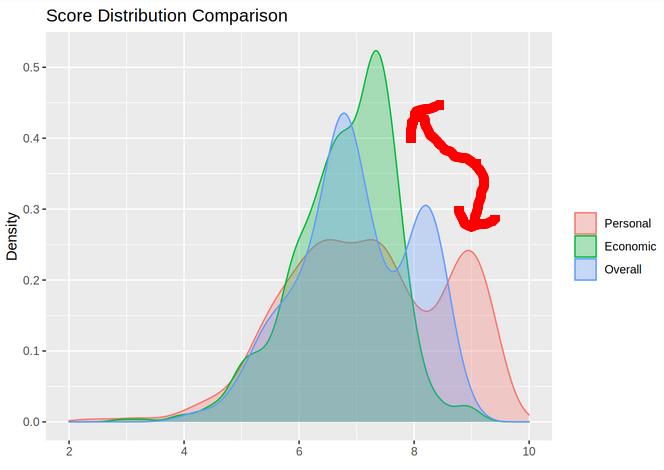 Score Distribution Comparison
0.5
0.4
0.3
0.2
0.1
0.0
Density
2 4 6 8 10
Personal
Economic
Overall